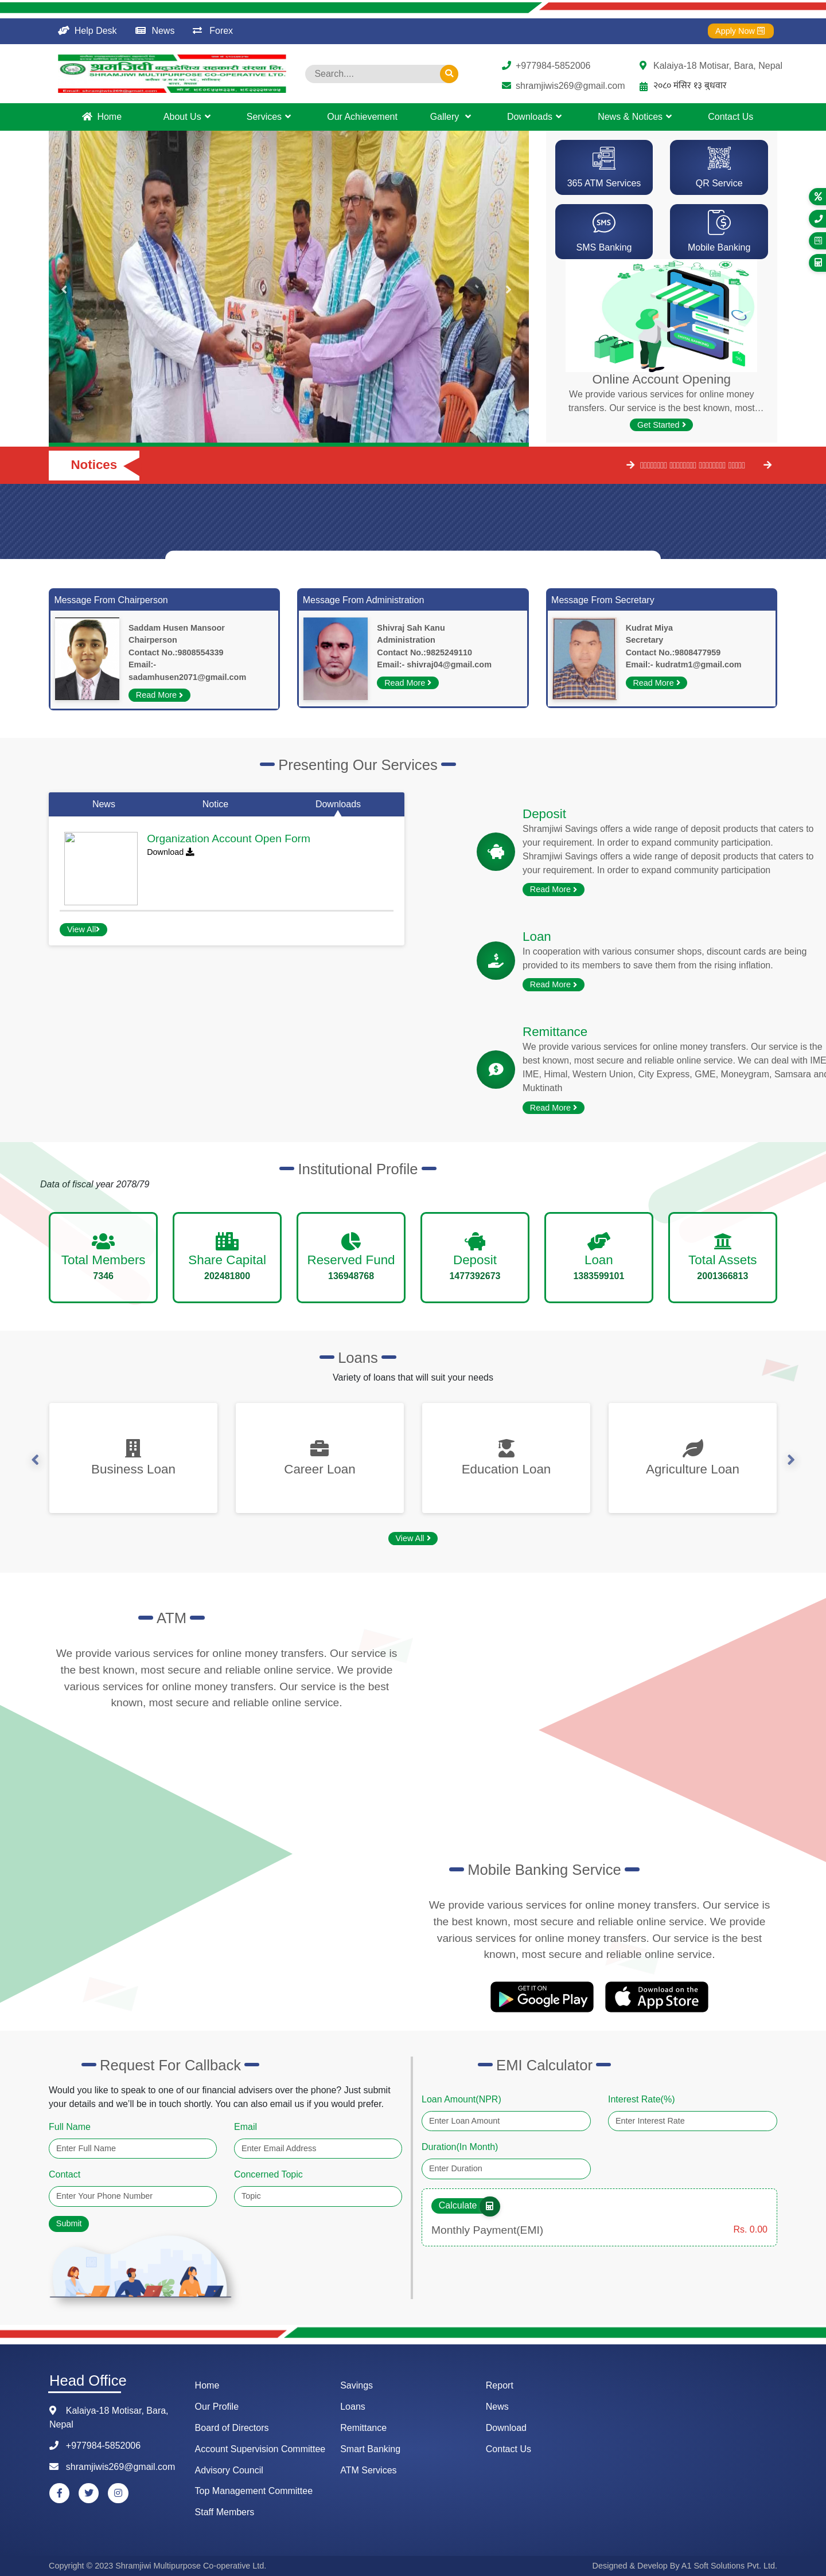 Help Desk News Forex Apply Now
श्रमजिवी बहुउद्देशिय सहकारी संस्था लि.
SHRAMJIWI MULTIPURPOSE CO-OPERATIVE LTD.
Search....
+977984-5852006 Kalaiya-18 Motisar, Bara, Nepal
shramjiwis269@gmail.com २०८० मंसिर १३ बुधवार
Home About Us Services Our Achievement Gallery Downloads News & Notices Contact Us
365 ATM Services QR Service
SMS
SMS Banking Mobile Banking
Online Account Opening
We provide various services for online money
transfers. Our service is the best known, most…
Get Started
Notices
Message From Chairperson
Saddam Husen Mansoor
Chairperson
Contact No.:9808554339
Email:-
sadamhusen2071@gmail.com
Read More
Message From Administration
Shivraj Sah Kanu
Administration
Contact No.:9825249110
Email:- shivraj04@gmail.com
Read More
Message From Secretary
Kudrat Miya
Secretary
Contact No.:9808477959
Email:- kudratm1@gmail.com
Read More
Presenting Our Services
News Notice Downloads
Organization Account Open Form
Download
View All
Deposit
Shramjiwi Savings offers a wide range of deposit products that caters to
your requirement. In order to expand community participation.
Shramjiwi Savings offers a wide range of deposit products that caters to
your requirement. In order to expand community participation
Read More
Loan
In cooperation with various consumer shops, discount cards are being
provided to its members to save them from the rising inflation.
Read More
Remittance
We provide various services for online money transfers. Our service is the
best known, most secure and reliable online service. We can deal with IME
IME, Himal, Western Union, City Express, GME, Moneygram, Samsara and
Muktinath
Read More
Institutional Profile
Data of fiscal year 2078/79
Total Members
7346
Share Capital
202481800
Reserved Fund
136948768
Deposit
1477392673
Loan
1383599101
Total Assets
2001366813
Loans
Variety of loans that will suit your needs
Business Loan Career Loan Education Loan Agriculture Loan
View All
ATM
We provide various services for online money transfers. Our service is
the best known, most secure and reliable online service. We provide
various services for online money transfers. Our service is the best
known, most secure and reliable online service.
Mobile Banking Service
We provide various services for online money transfers. Our service is
the best known, most secure and reliable online service. We provide
various services for online money transfers. Our service is the best
known, most secure and reliable online service.
GET IT ON
Google Play
Download on the
App Store
Request For Callback
Would you like to speak to one of our financial advisers over the phone? Just submit
your details and we'll be in touch shortly. You can also email us if you would prefer.
Full Name Email
Enter Full Name Enter Email Address
Contact Concerned Topic
Enter Your Phone Number Topic
Submit
EMI Calculator
Loan Amount(NPR) Interest Rate(%)
Enter Loan Amount Enter Interest Rate
Duration(In Month)
Enter Duration
Calculate
Monthly Payment(EMI) Rs. 0.00
Head Office
Kalaiya-18 Motisar, Bara,
Nepal
+977984-5852006
shramjiwis269@gmail.com
Home
Our Profile
Board of Directors
Account Supervision Committee
Advisory Council
Top Management Committee
Staff Members
Savings
Loans
Remittance
Smart Banking
ATM Services
Report
News
Download
Contact Us
Copyright © 2023 Shramjiwi Multipurpose Co-operative Ltd. Designed & Develop By A1 Soft Solutions Pvt. Ltd.